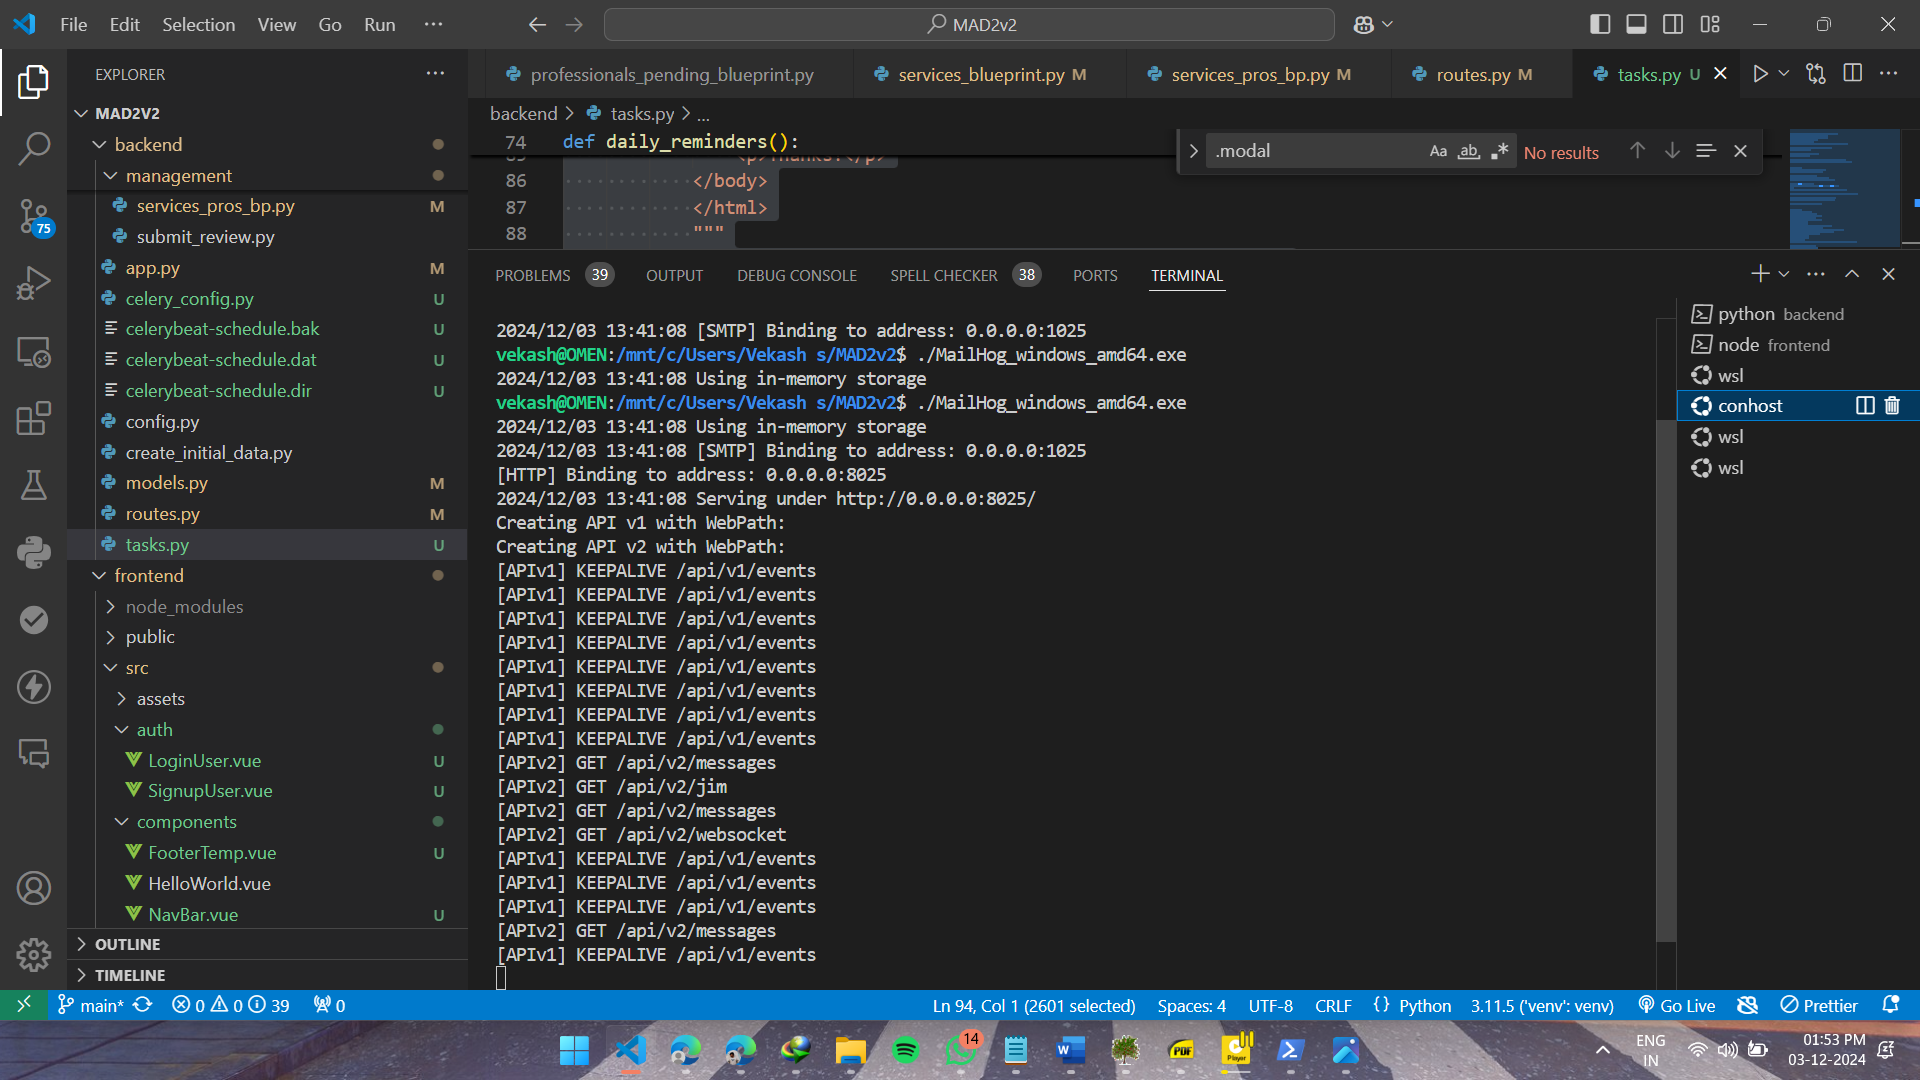 File Edit Selection View Go Run ···
MAD2v2
EXPLORER
MAD2V2
backend
management
services_pros_bp.py M
submit_review.py
app.py M
celery_config.py U
celerybeat-schedule.bak U
celerybeat-schedule.dat U
celerybeat-schedule.dir U
config.py
create_initial_data.py
models.py M
routes.py M
tasks.py U
frontend
node_modules
public
src
assets
auth
LoginUser.vue U
SignupUser.vue U
components
FooterTemp.vue U
HelloWorld.vue
NavBar.vue U
OUTLINE
TIMELINE
75
professionals_pending_blueprint.py
services_blueprint.py M
services_pros_bp.py M
routes.py M
tasks.py U
backend > tasks.py > ...
74 def daily_reminders():
86 </body>
87 </html>
88 """
.modal
Aa ab .*
No results
PROBLEMS 39 OUTPUT DEBUG CONSOLE SPELL CHECKER 38 PORTS TERMINAL
2024/12/03 13:41:08 [SMTP] Binding to address: 0.0.0.0:1025
vekash@OMEN:/mnt/c/Users/Vekash s/MAD2v2$ ./MailHog_windows_amd64.exe
2024/12/03 13:41:08 Using in-memory storage
vekash@OMEN:/mnt/c/Users/Vekash s/MAD2v2$ ./MailHog_windows_amd64.exe
2024/12/03 13:41:08 Using in-memory storage
2024/12/03 13:41:08 [SMTP] Binding to address: 0.0.0.0:1025
[HTTP] Binding to address: 0.0.0.0:8025
2024/12/03 13:41:08 Serving under http://0.0.0.0:8025/
Creating API v1 with WebPath:
Creating API v2 with WebPath:
[APIv1] KEEPALIVE /api/v1/events
[APIv1] KEEPALIVE /api/v1/events
[APIv1] KEEPALIVE /api/v1/events
[APIv1] KEEPALIVE /api/v1/events
[APIv1] KEEPALIVE /api/v1/events
[APIv1] KEEPALIVE /api/v1/events
[APIv1] KEEPALIVE /api/v1/events
[APIv1] KEEPALIVE /api/v1/events
[APIv2] GET /api/v2/messages
[APIv2] GET /api/v2/jim
[APIv2] GET /api/v2/messages
[APIv2] GET /api/v2/websocket
[APIv1] KEEPALIVE /api/v1/events
[APIv1] KEEPALIVE /api/v1/events
[APIv1] KEEPALIVE /api/v1/events
[APIv2] GET /api/v2/messages
[APIv1] KEEPALIVE /api/v1/events
python backend
node frontend
wsl
conhost
wsl
wsl
main* 0 0 39 0
Ln 94, Col 1 (2601 selected) Spaces: 4 UTF-8 CRLF {} Python 3.11.5 ('venv': venv) Go Live Prettier
14
PDF
Player
ENG
IN
01:53 PM
03-12-2024